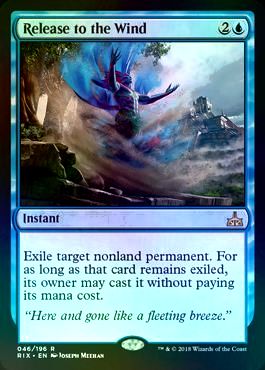 Release to the Wind 2
Instant
Exile target nonland permanent. For
as long as that card remains exiled,
its owner may cast it without paying
its mana cost.
"Here and gone like a fleeting breeze."
046/196 R
RIX • EN Joseph Meehan
™ & © 2018 Wizards of the Coast